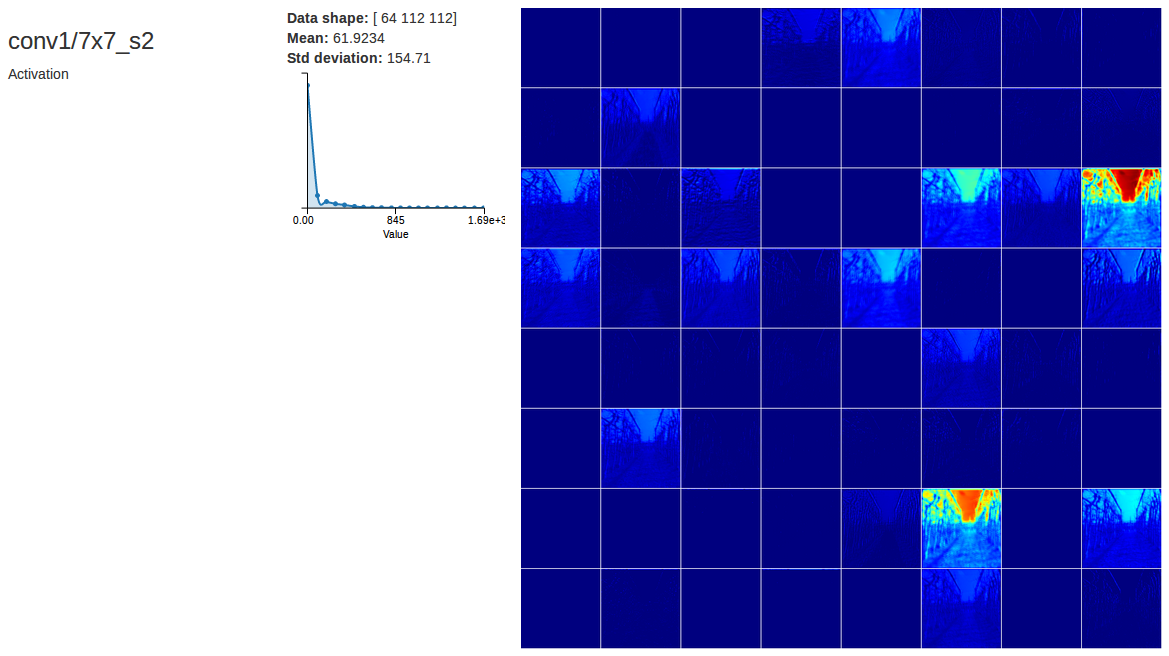 conv1/7x7_s2
Activation
Data shape: [ 64 112 112]
Mean: 61.9234
Std deviation: 154.71
0.00 845 1.69e+3
Value